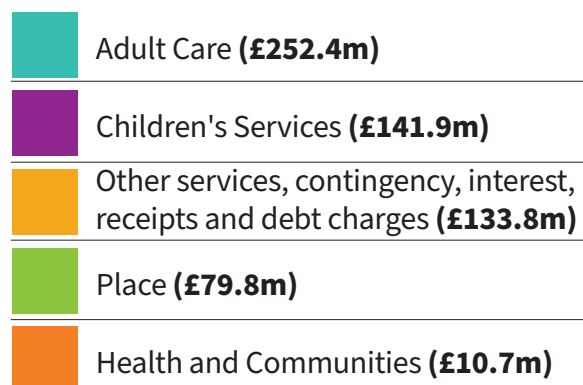 Adult Care (£252.4m)
Children's Services (£141.9m)
Other services, contingency, interest,
receipts and debt charges (£133.8m)
Place (£79.8m)
Health and Communities (£10.7m)